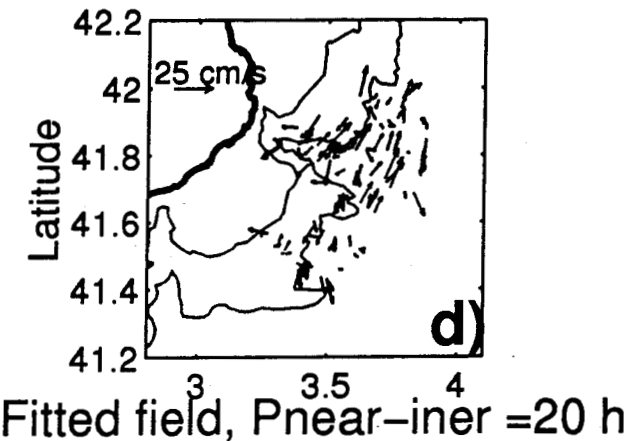 42.2
25 cm/s
42
41.8
41.6
41.4
41.2
Latitude
d)
3 3.5 4
Fitted field, Pnear-iner =20 h